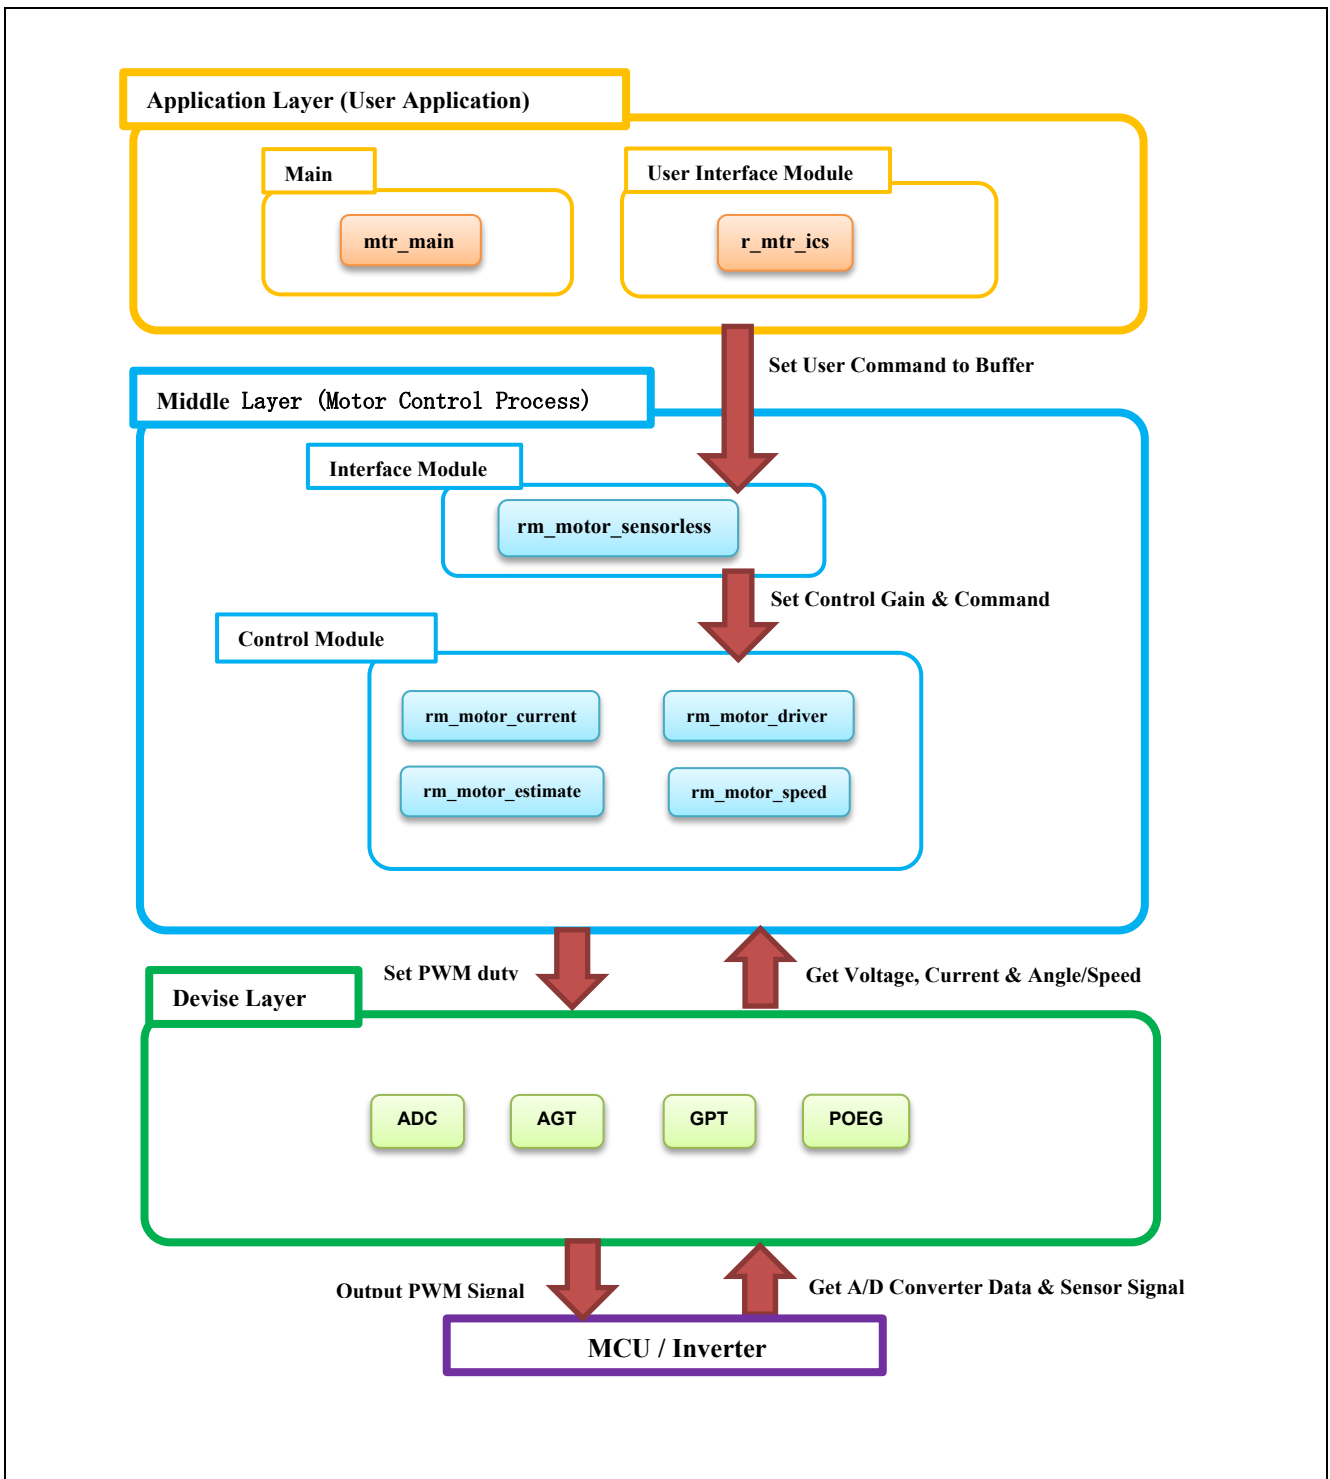 Application Layer (User Application)
Main
User Interface Module
mtr_main
r_mtr_ics
Set User Command to Buffer
Middle Layer (Motor Control Process)
Interface Module
rm_motor_sensorless
Set Control Gain & Command
Control Module
rm_motor_current
rm_motor_driver
rm_motor_estimate
rm_motor_speed
Set PWM duty
Get Voltage, Current & Angle/Speed
Devise Layer
ADC
AGT
GPT
POEG
Output PWM Signal
Get A/D Converter Data & Sensor Signal
MCU / Inverter